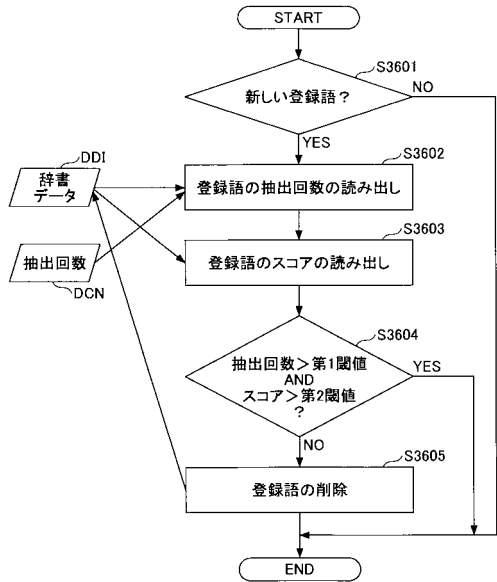 START
S3601
新しい登録語？
NO
YES
DDI
S3602
辞書
データ
登録語の抽出回数の読み出し
S3603
抽出回数
登録語のスコアの読み出し
DCN
S3604
抽出回数＞第1閾値
YES
AND
スコア＞第2閾値
？
NO
S3605
登録語の削除
END